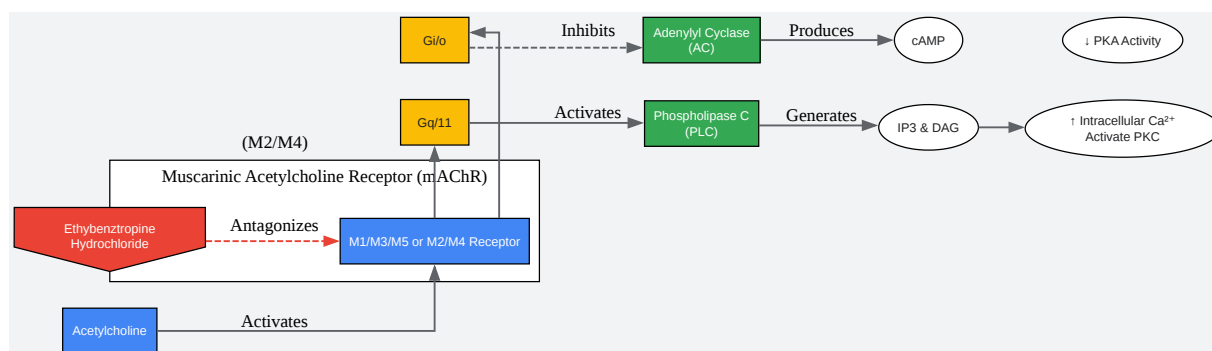 Gi/o
Inhibits
Adenylyl Cyclase
(AC)
Produces
cAMP
↓ PKA Activity
Gq/11
Activates
Phospholipase C
(PLC)
Generates
IP3 & DAG
↑ Intracellular Ca²⁺
Activate PKC
(M2/M4)
Muscarinic Acetylcholine Receptor (mAChR)
Ethybenztropine
Hydrochloride
Antagonizes
M1/M3/M5 or M2/M4 Receptor
Acetylcholine
Activates